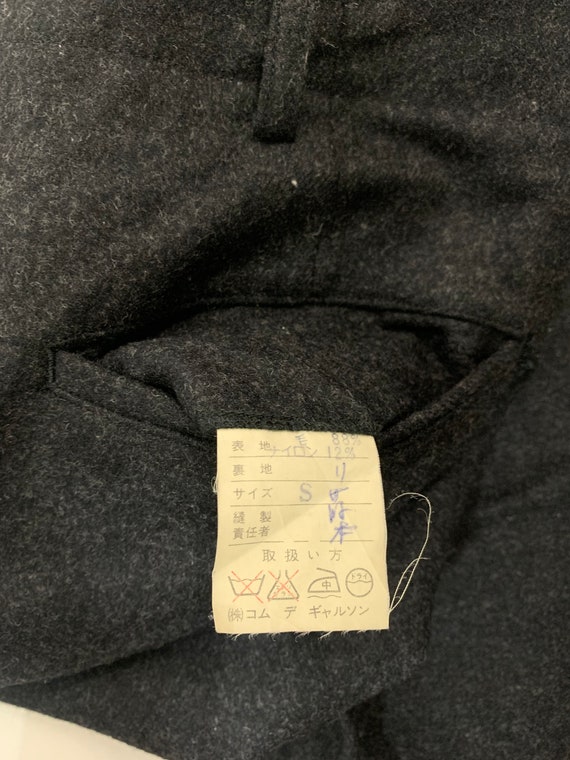 表 地 毛 88%
ナイロン 12%
裏 地
サイズ S
縫 製
責任者
取 扱 い 方
中 ドライ
㈱コム デ ギャルソン